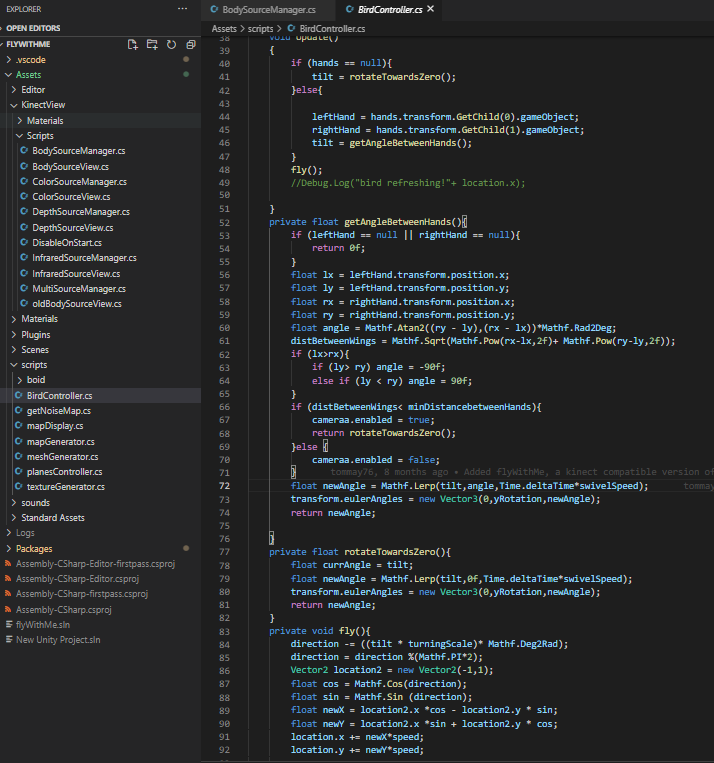 EXPLORER
OPEN EDITORS
FLYWITHME
.vscode
Assets
Editor
KinectView
Materials
Scripts
BodySourceManager.cs
BodySourceView.cs
ColorSourceManager.cs
ColorSourceView.cs
DepthSourceManager.cs
DepthSourceView.cs
DisableOnStart.cs
InfraredSourceManager.cs
InfraredSourceView.cs
MultiSourceManager.cs
oldBodySourceView.cs
Materials
Plugins
Scenes
scripts
boid
BirdController.cs
getNoiseMap.cs
mapDisplay.cs
mapGenerator.cs
meshGenerator.cs
planesController.cs
textureGenerator.cs
sounds
Standard Assets
Logs
Packages
Assembly-CSharp-Editor-firstpass.csproj
Assembly-CSharp-Editor.csproj
Assembly-CSharp-firstpass.csproj
Assembly-CSharp.csproj
flyWithMe.sln
New Unity Project.sln
BodySourceManager.cs BirdController.cs
Assets > scripts > BirdController.cs
38 void Update()
39 {
40 if (hands == null){
41 tilt = rotateTowardsZero();
42 }else{
43
44 leftHand = hands.transform.GetChild(0).gameObject;
45 rightHand = hands.transform.GetChild(1).gameObject;
46 tilt = getAngleBetweenHands();
47 }
48 fly();
49 //Debug.Log("bird refreshing!"+ location.x);
50
51 }
52 private float getAngleBetweenHands(){
53 if (leftHand == null || rightHand == null){
54 return 0f;
55 }
56 float lx = leftHand.transform.position.x;
57 float ly = leftHand.transform.position.y;
58 float rx = rightHand.transform.position.x;
59 float ry = rightHand.transform.position.y;
60 float angle = Mathf.Atan2((ry - ly),(rx - lx))*Mathf.Rad2Deg;
61 distBetweenWings = Mathf.Sqrt(Mathf.Pow(rx-lx,2f)+ Mathf.Pow(ry-ly,2f));
62 if (lx>rx){
63 if (ly> ry) angle = -90f;
64 else if (ly < ry) angle = 90f;
65 }
66 if (distBetweenWings< minDistancebetweenHands){
67 cameraa.enabled = true;
68 return rotateTowardsZero();
69 }else {
70 cameraa.enabled = false;
71 } tommay76, 8 months ago • Added flyWithMe, a kinect compatible version of
72 float newAngle = Mathf.Lerp(tilt,angle,Time.deltaTime*swivelSpeed); tommay
73 transform.eulerAngles = new Vector3(0,yRotation,newAngle);
74 return newAngle;
75
76 }
77 private float rotateTowardsZero(){
78 float currAngle = tilt;
79 float newAngle = Mathf.Lerp(tilt,0f,Time.deltaTime*swivelSpeed);
80 transform.eulerAngles = new Vector3(0,yRotation,newAngle);
81 return newAngle;
82 }
83 private void fly(){
84 direction -= ((tilt * turningScale)* Mathf.Deg2Rad);
85 direction = direction %(Mathf.PI*2);
86 Vector2 location2 = new Vector2(-1,1);
87 float cos = Mathf.Cos(direction);
88 float sin = Mathf.Sin (direction);
89 float newX = location2.x *cos - location2.y * sin;
90 float newY = location2.x *sin + location2.y * cos;
91 location.x += newX*speed;
92 location.y += newY*speed;